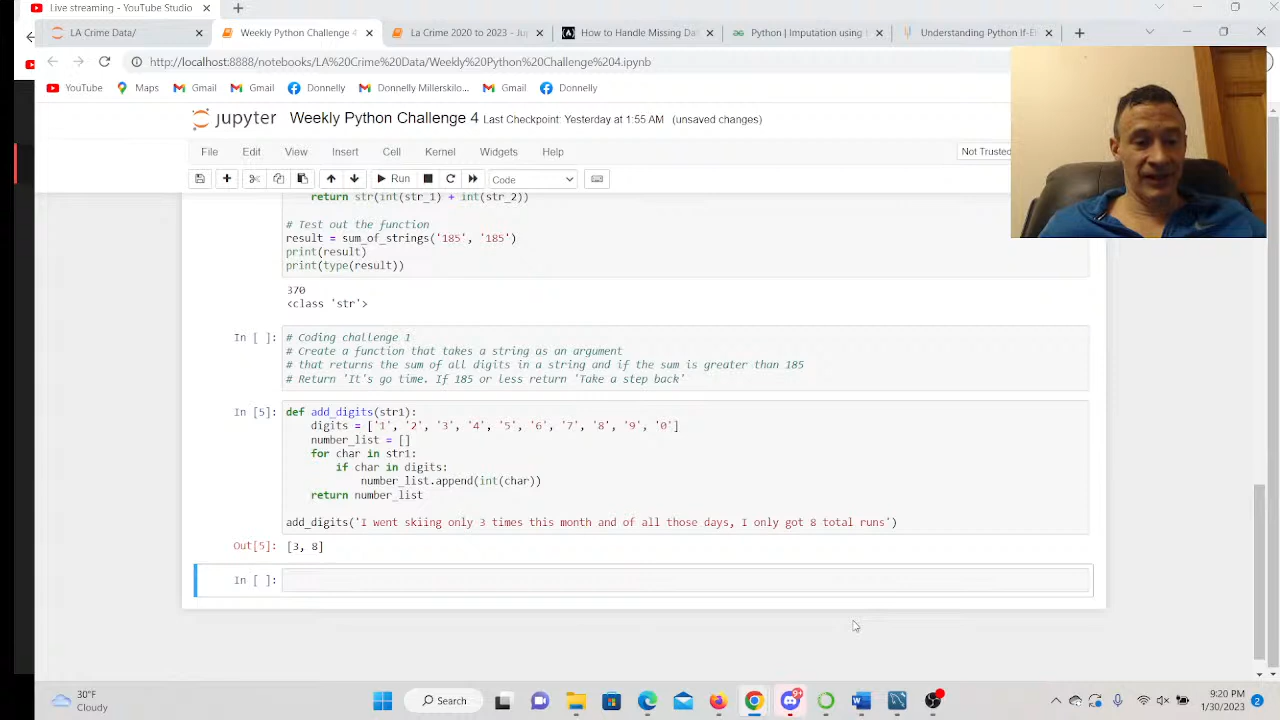 Live streaming - YouTube Studio
LA Crime Data/
Weekly Python Challenge 4
La Crime 2020 to 2023 - Ju
How to Handle Missing Da
Python | Imputation using
Understanding Python If-El
http://localhost:8888/notebooks/LA%20Crime%20Data/Weekly%20Python%20Challenge%204.ipynb
YouTube
Maps
Gmail
Gmail
Donnelly
Donnelly Millerskilo...
Gmail
Donnelly
jupyter
Weekly Python Challenge 4 Last Checkpoint: Yesterday at 1:55 AM (unsaved changes)
File Edit View Insert Cell Kernel Widgets Help
Not Trusted
Run
Code
return str(int(str_1) + int(str_2))
# Test out the function
result = sum_of_strings('185', '185')
print(result)
print(type(result))
370
<class 'str'>
In [ ]:
# Coding challenge 1
# Create a function that takes a string as an argument
# that returns the sum of all digits in a string and if the sum is greater than 185
# Return 'It's go time. If 185 or less return 'Take a step back'
In [5]:
def add_digits(str1):
digits = ['1', '2', '3', '4', '5', '6', '7', '8', '9', '0']
number_list = []
for char in str1:
if char in digits:
number_list.append(int(char))
return number_list
add_digits('I went skiing only 3 times this month and of all those days, I only got 8 total runs')
Out[5]: [3, 8]
In [ ]:
30°F
Cloudy
Search
9:20 PM
1/30/2023
2